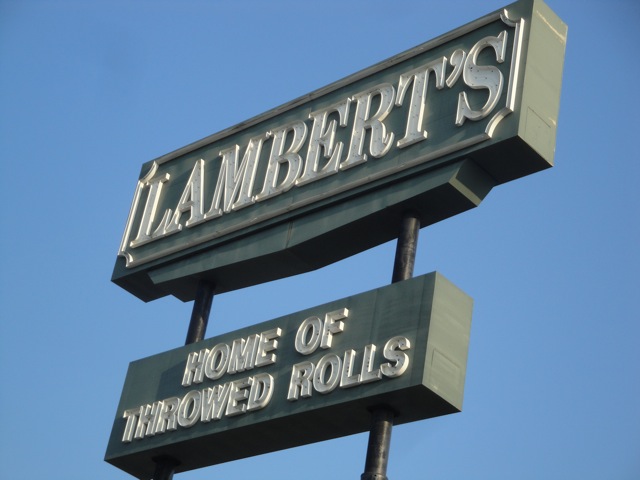 LAMBERT'S
HOME OF
THROWED ROLLS